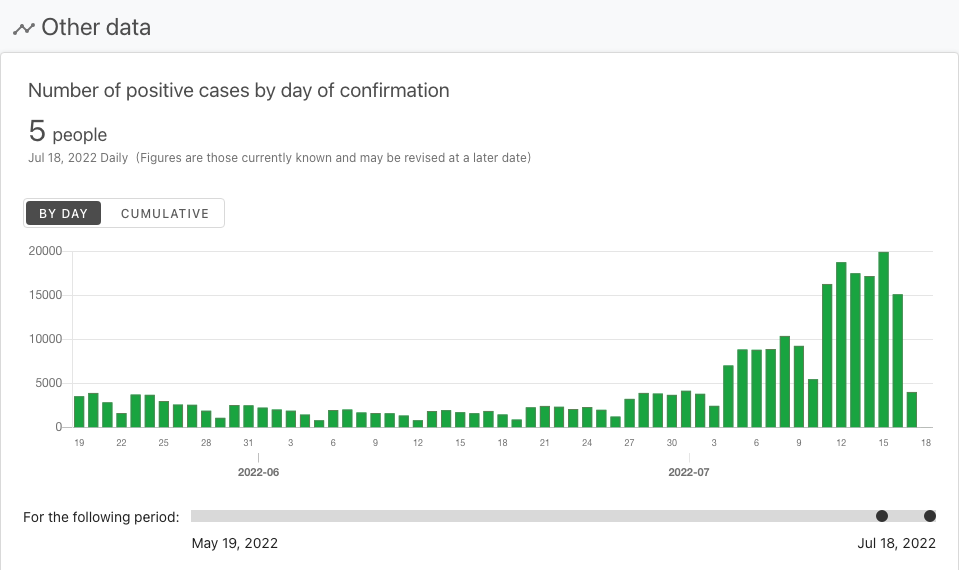 Other data
Number of positive cases by day of confirmation
5 people
Jul 18, 2022 Daily (Figures are those currently known and may be revised at a later date)
BY DAY CUMULATIVE
20000
15000
10000
5000
0
19 22 25 28 31 3 6 9 12 15 18 21 24 27 30 3 6 9 12 15 18
2022-06 2022-07
For the following period:
May 19, 2022 Jul 18, 2022